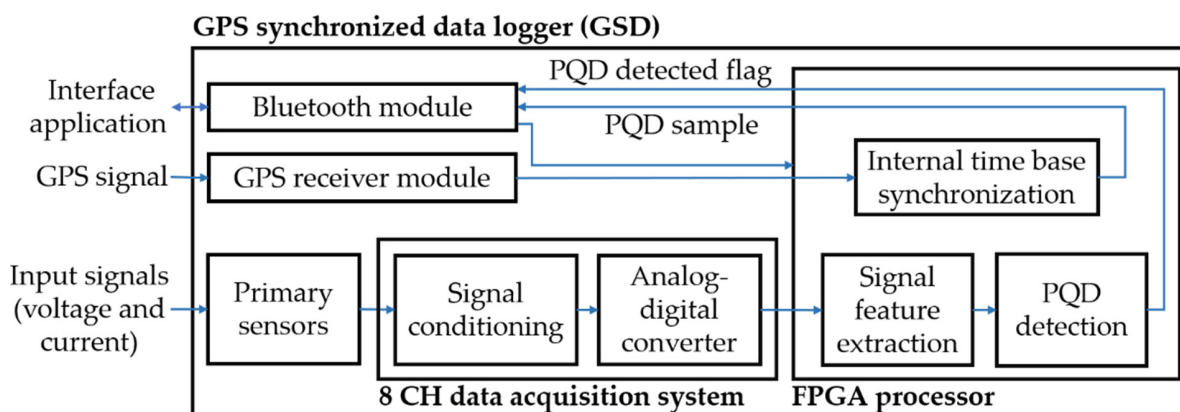 GPS synchronized data logger (GSD)
PQD detected flag
Interface
application
Bluetooth module
PQD sample
GPS signal
GPS receiver module
Internal time base
synchronization
Input signals
(voltage and
current)
Primary
sensors
Signal
conditioning
Analog-
digital
converter
Signal
feature
extraction
PQD
detection
8 CH data acquisition system
FPGA processor